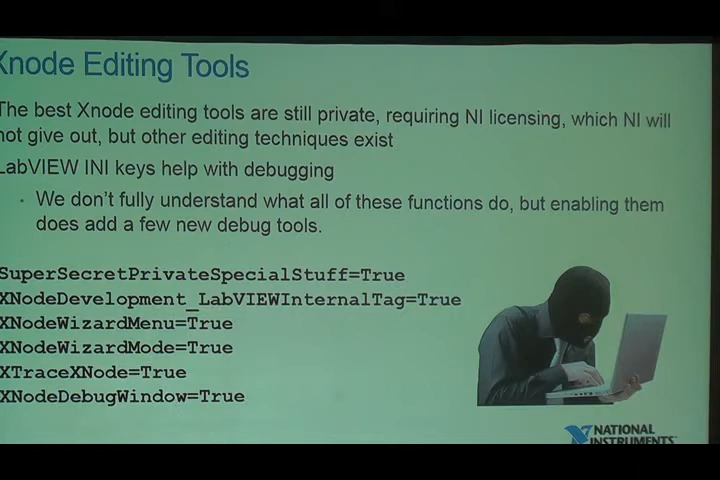 Xnode Editing Tools
The best Xnode editing tools are still private, requiring NI licensing, which NI will
not give out, but other editing techniques exist
LabVIEW INI keys help with debugging
We don't fully understand what all of these functions do, but enabling them
does add a few new debug tools.
SuperSecretPrivateSpecialStuff=True
XNodeDevelopment_LabVIEWInternalTag=True
XNodeWizardMenu=True
XNodeWizardMode=True
XTraceXNode=True
XNodeDebugWindow=True
NATIONAL
INSTRUMENTS